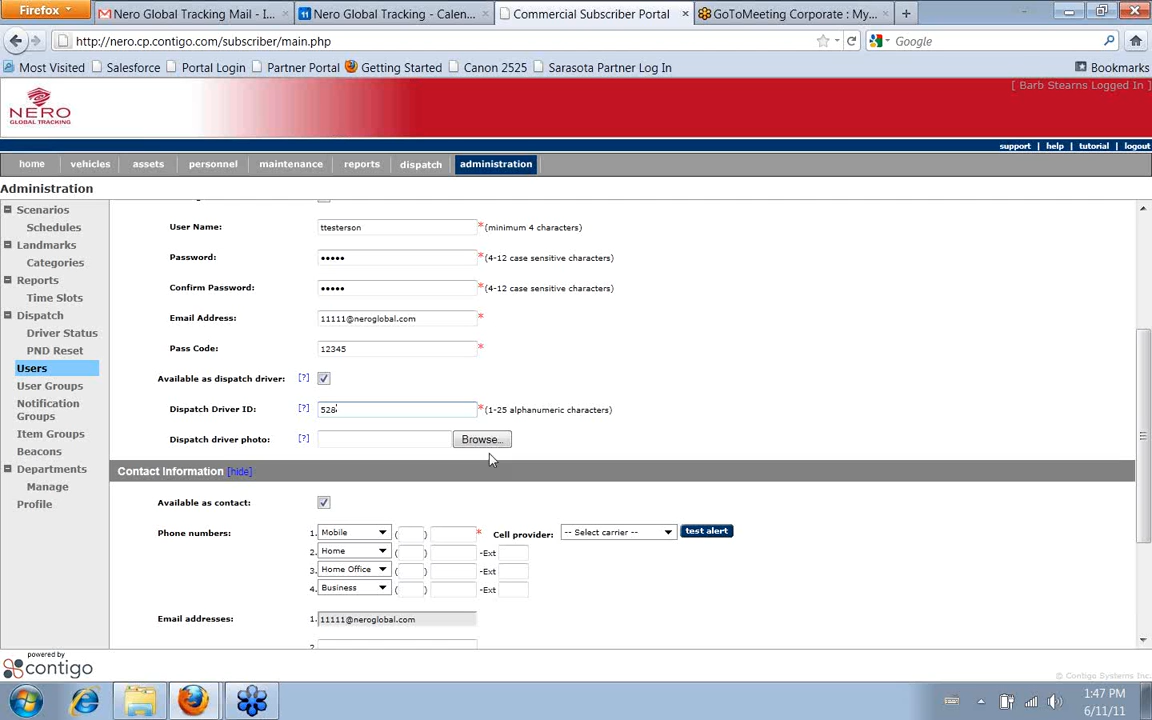 Firefox
Nero Global Tracking Mail - I...
Nero Global Tracking - Calen...
Commercial Subscriber Portal
GoToMeeting Corporate : My...
http://nero.cp.contigo.com/subscriber/main.php
Google
Most Visited
Salesforce
Portal Login
Partner Portal
Getting Started
Canon 2525
Sarasota Partner Log In
Bookmarks
[ Barb Stearns Logged In ]
NERO
GLOBAL TRACKING
support | help | tutorial | logout
home
vehicles
assets
personnel
maintenance
reports
dispatch
administration
Administration
Scenarios
Schedules
Landmarks
Categories
Reports
Time Slots
Dispatch
Driver Status
PND Reset
Users
User Groups
Notification
Groups
Item Groups
Beacons
Departments
Manage
Profile
User Name: ttesterson * (minimum 4 characters)
Password: ••••• * (4-12 case sensitive characters)
Confirm Password: ••••• * (4-12 case sensitive characters)
Email Address: 11111@neroglobal.com *
Pass Code: 12345 *
Available as dispatch driver: [?]
Dispatch Driver ID: [?] 528 * (1-25 alphanumeric characters)
Dispatch driver photo: [?] Browse...
Contact Information [hide]
Available as contact:
Phone numbers: 1. Mobile ( ) * Cell provider: -- Select carrier -- test alert
2. Home ( ) -Ext
3. Home Office ( ) -Ext
4. Business ( ) -Ext
Email addresses: 1. 11111@neroglobal.com
2.
powered by
contigo
© Contigo Systems Inc.
1:47 PM
6/11/11